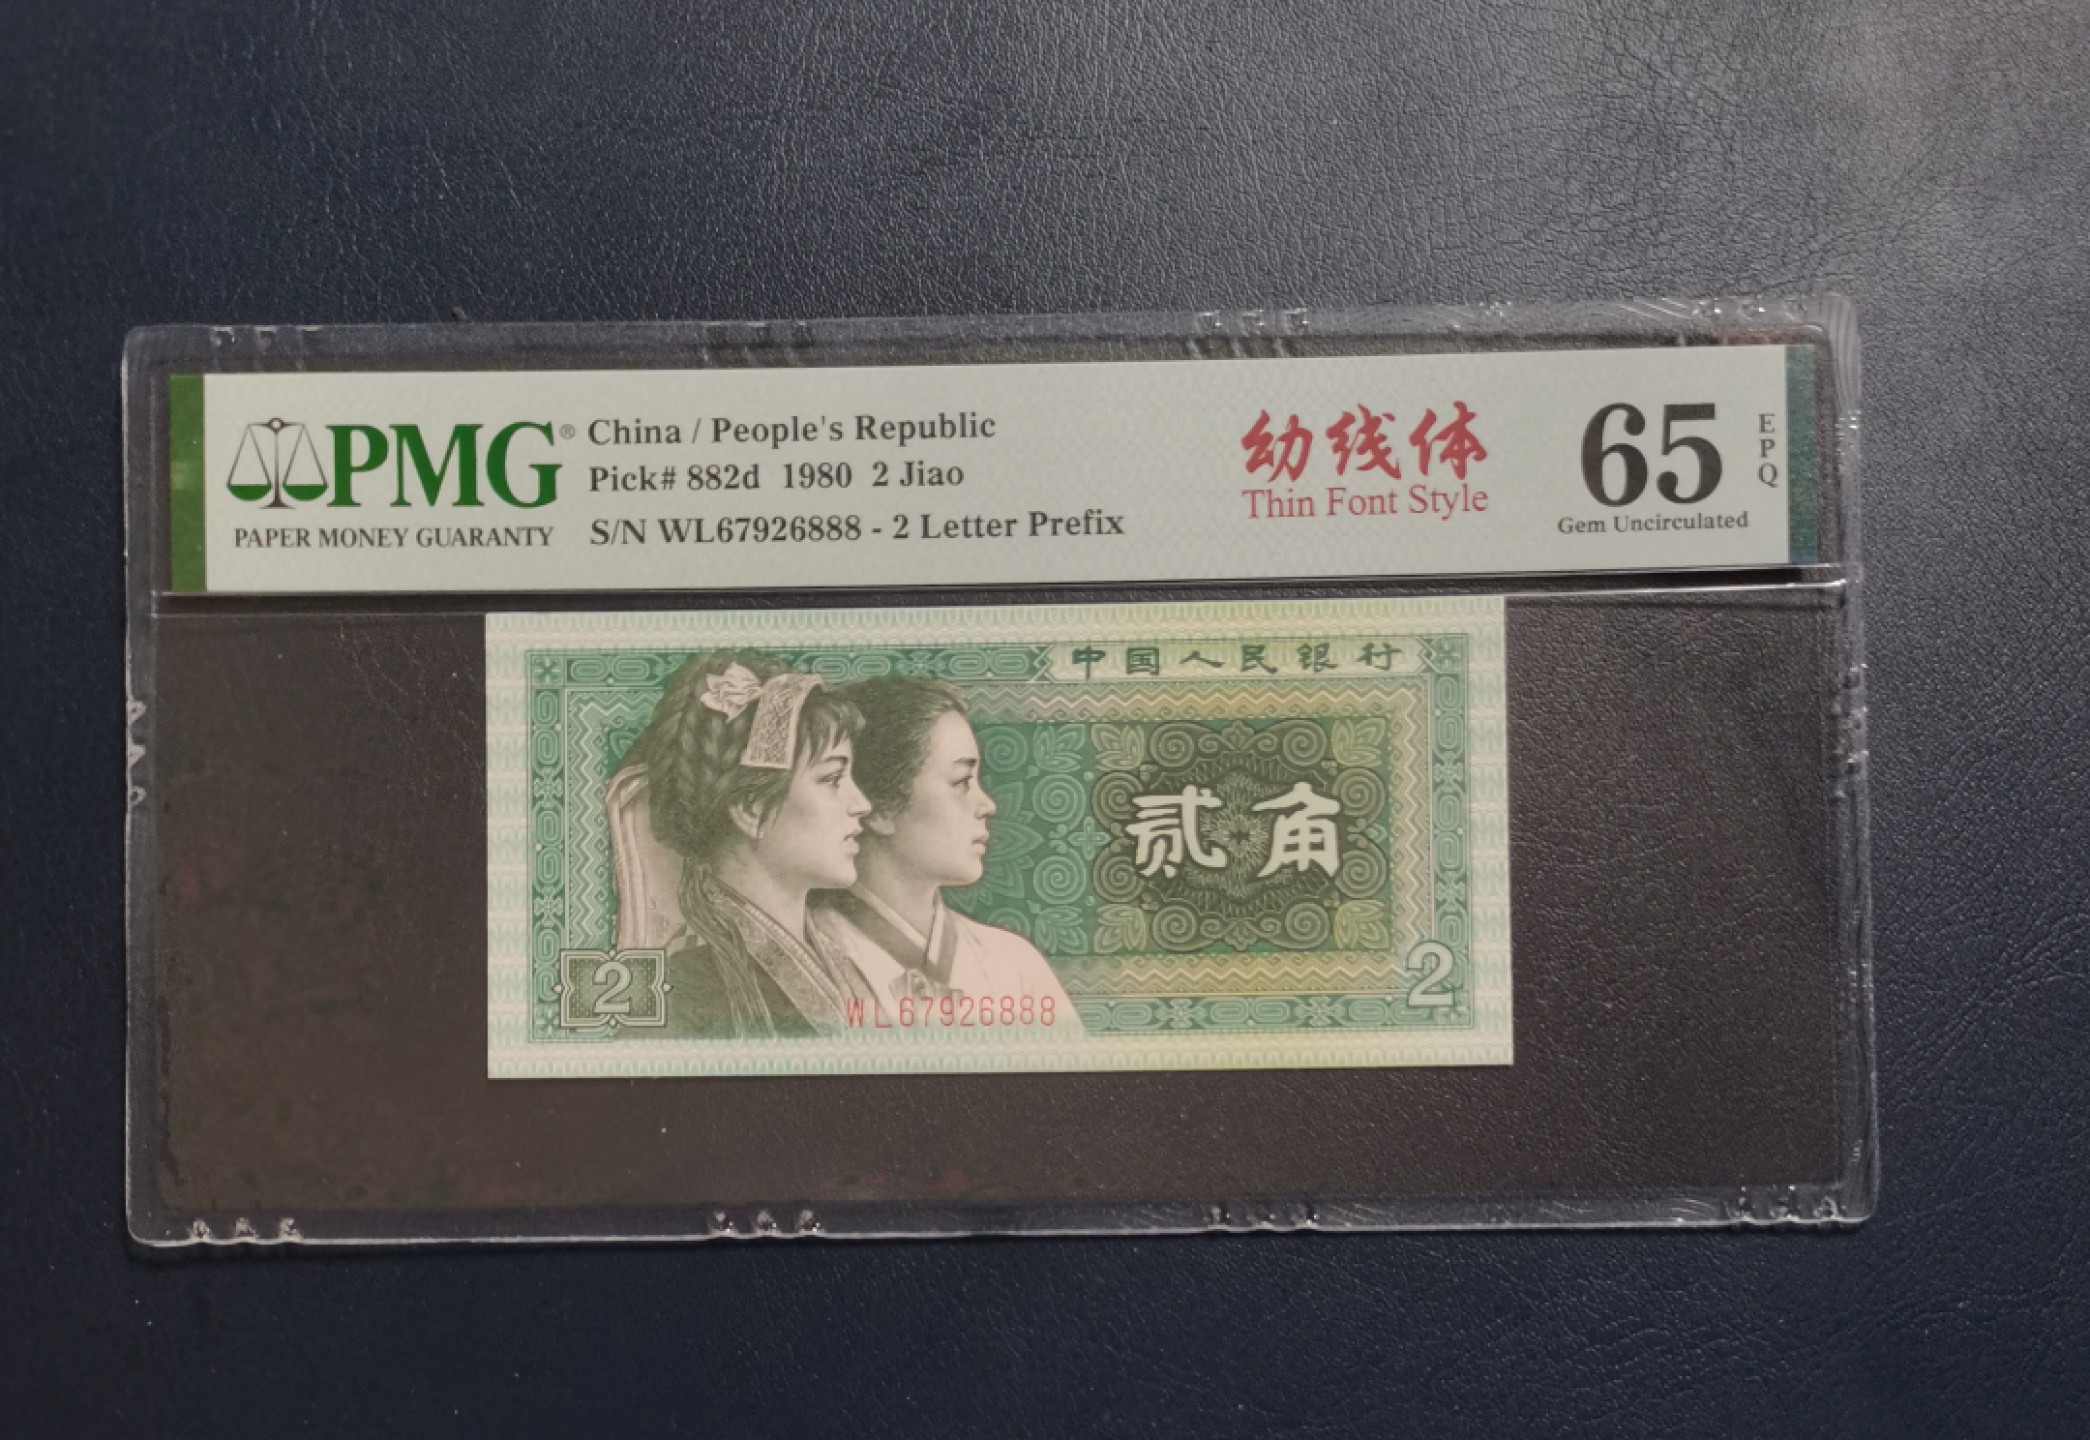 PMG®
PAPER MONEY GUARANTY
China / People's Republic
Pick# 882d 1980 2 Jiao
S/N WL67926888 - 2 Letter Prefix
幼线体
Thin Font Style
65
EPQ
Gem Uncirculated
中国人民银行
贰角
2
2
WL67926888